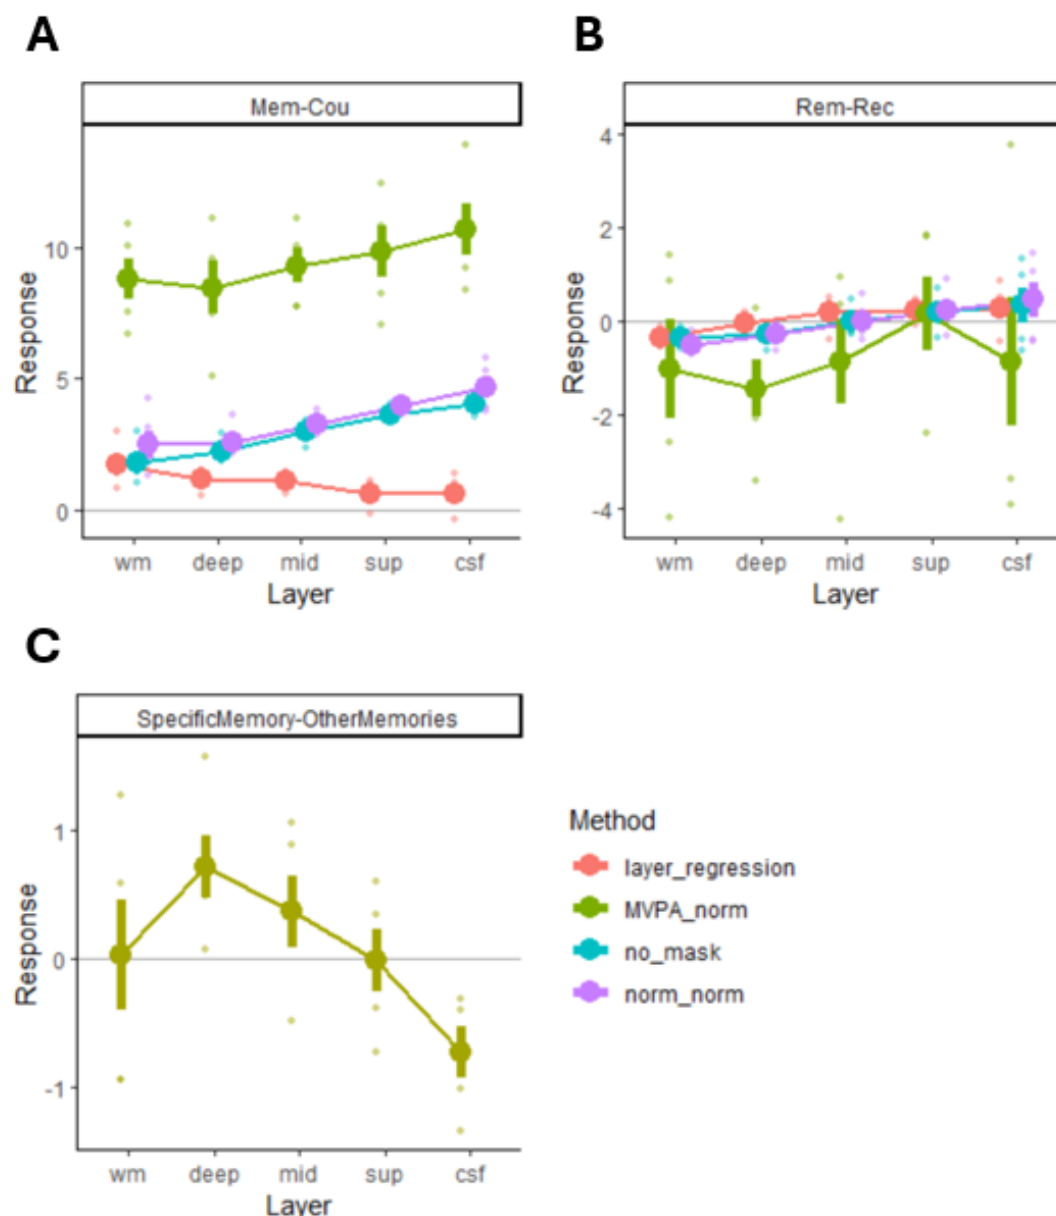 A
B
Mem-Cou
Rem-Rec
Response
10
5
0
wm deep mid sup csf
Layer
Response
4
2
0
-2
-4
wm deep mid sup csf
Layer
C
SpecificMemory-OtherMemories
Response
1
0
-1
wm deep mid sup csf
Layer
Method
layer_regression
MVPA_norm
no_mask
norm_norm